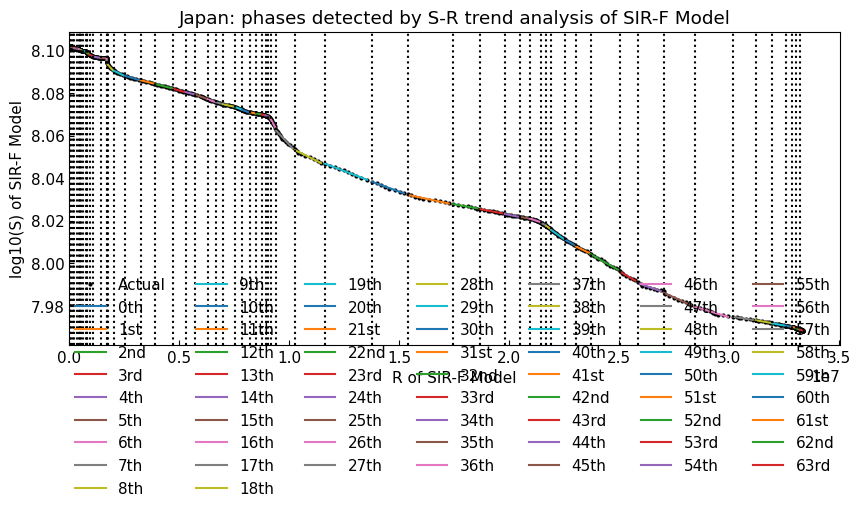 Japan: phases detected by S-R trend analysis of SIR-F Model
log10(S) of SIR-F Model
8.10
8.08
8.06
8.04
8.02
8.00
7.98
0.0 0.5 1.0 1.5 2.0 2.5 3.0 3.5
R of SIR-F Model
1e7
Actual 9th 19th 28th 37th 46th 55th
0th 10th 20th 29th 38th 47th 56th
1st 11th 21st 30th 39th 48th 57th
2nd 12th 22nd 31st 40th 49th 58th
3rd 13th 23rd 32nd 41st 50th 59th
4th 14th 24th 33rd 42nd 51st 60th
5th 15th 25th 34th 43rd 52nd 61st
6th 16th 26th 35th 44th 53rd 62nd
7th 17th 27th 36th 45th 54th 63rd
8th 18th